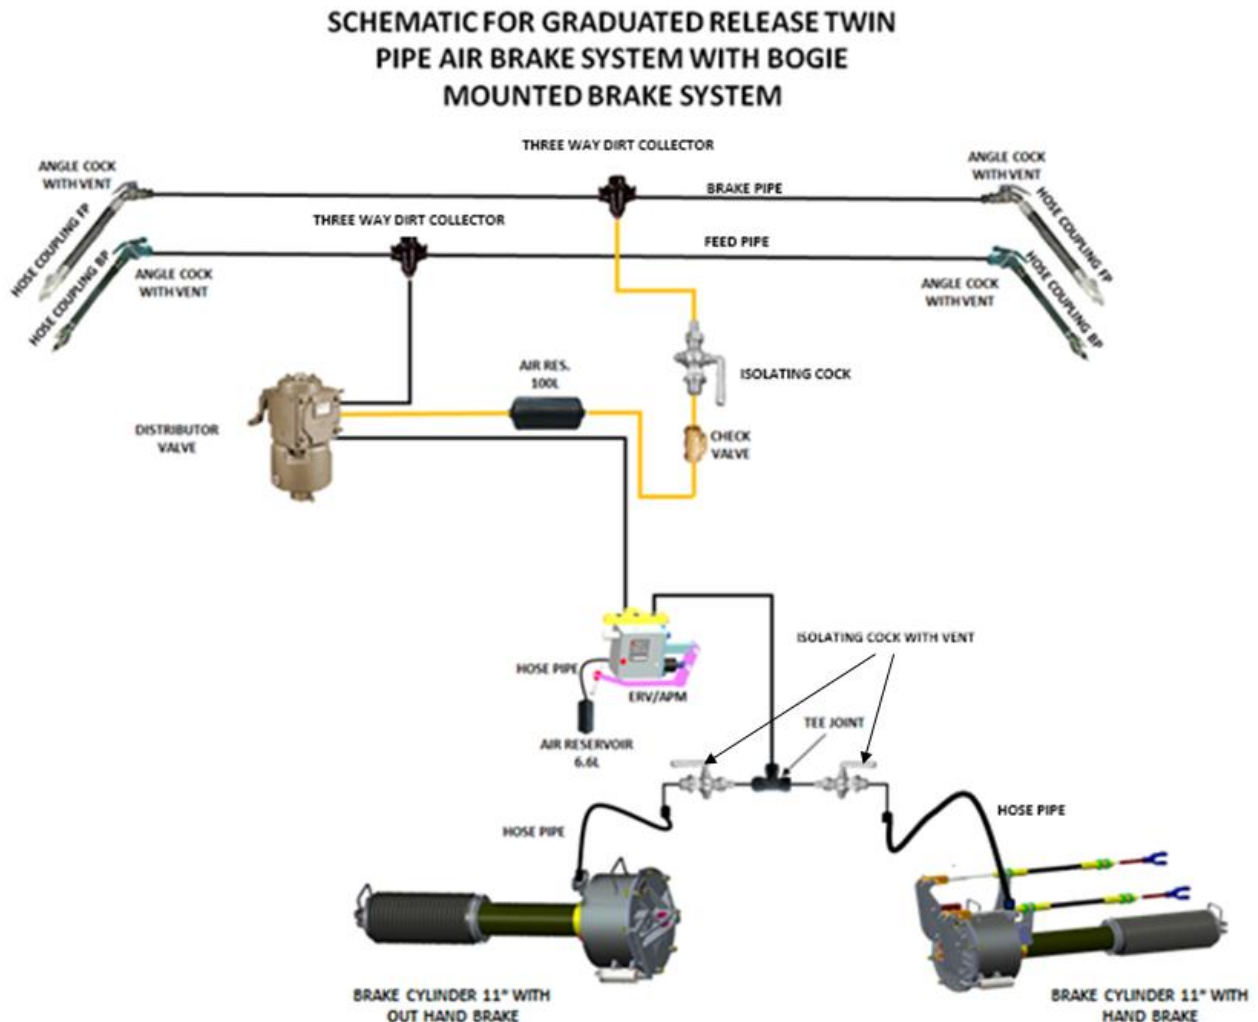 SCHEMATIC FOR GRADUATED RELEASE TWIN
PIPE AIR BRAKE SYSTEM WITH BOGIE
MOUNTED BRAKE SYSTEM
THREE WAY DIRT COLLECTOR
ANGLE COCK
WITH VENT
ANGLE COCK
WITH VENT
BRAKE PIPE
HOSE COUPLING FP
HOSE COUPLING FP
THREE WAY DIRT COLLECTOR
FEED PIPE
HOSE COUPLING BP
ANGLE COCK
WITH VENT
ANGLE COCK
WITH VENT
HOSE COUPLING BP
AIR RES.
100L
ISOLATING COCK
DISTRIBUTOR
VALVE
CHECK
VALVE
ISOLATING COCK WITH VENT
HOSE PIPE
ERV/APM
TEE JOINT
AIR RESERVOIR
6.6L
HOSE PIPE
HOSE PIPE
BRAKE CYLINDER 11" WITH
OUT HAND BRAKE
BRAKE CYLINDER 11" WITH
HAND BRAKE